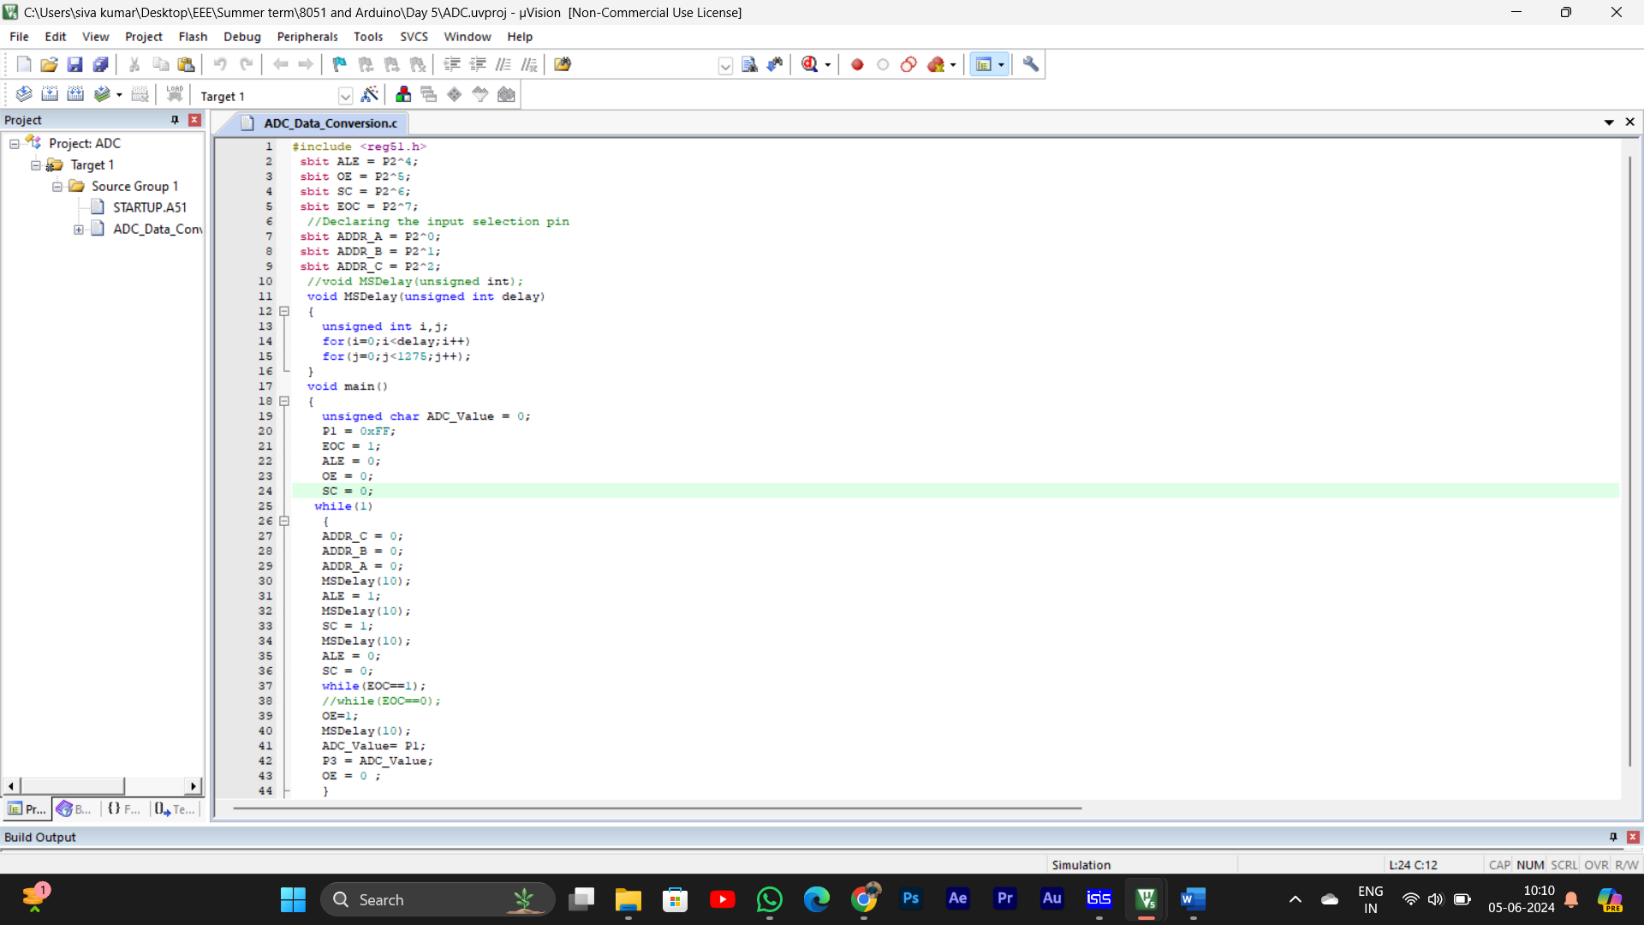 C:\Users\siva kumar\Desktop\EEE\Summer term\8051 and Arduino\Day 5\ADC.uvproj - µVision [Non-Commercial Use License]
File Edit View Project Flash Debug Peripherals Tools SVCS Window Help
LOAD Target 1
Project
ADC_Data_Conversion.c
Project: ADC
Target 1
Source Group 1
STARTUP.A51
ADC_Data_Conv
1 #include <reg51.h>
2 sbit ALE = P2^4;
3 sbit OE = P2^5;
4 sbit SC = P2^6;
5 sbit EOC = P2^7;
6 //Declaring the input selection pin
7 sbit ADDR_A = P2^0;
8 sbit ADDR_B = P2^1;
9 sbit ADDR_C = P2^2;
10 //void MSDelay(unsigned int);
11 void MSDelay(unsigned int delay)
12 {
13 unsigned int i,j;
14 for(i=0;i<delay;i++)
15 for(j=0;j<1275;j++);
16 }
17 void main()
18 {
19 unsigned char ADC_Value = 0;
20 P1 = 0xFF;
21 EOC = 1;
22 ALE = 0;
23 OE = 0;
24 SC = 0;
25 while(1)
26 {
27 ADDR_C = 0;
28 ADDR_B = 0;
29 ADDR_A = 0;
30 MSDelay(10);
31 ALE = 1;
32 MSDelay(10);
33 SC = 1;
34 MSDelay(10);
35 ALE = 0;
36 SC = 0;
37 while(EOC==1);
38 //while(EOC==0);
39 OE=1;
40 MSDelay(10);
41 ADC_Value= P1;
42 P3 = ADC_Value;
43 OE = 0 ;
44 }
Pr... B... {} F... Te...
Build Output
Simulation L:24 C:12 CAP NUM SCRL OVR R/W
1 Search Ps Ae Pr Au isis W ENG IN 10:10 05-06-2024 PRE